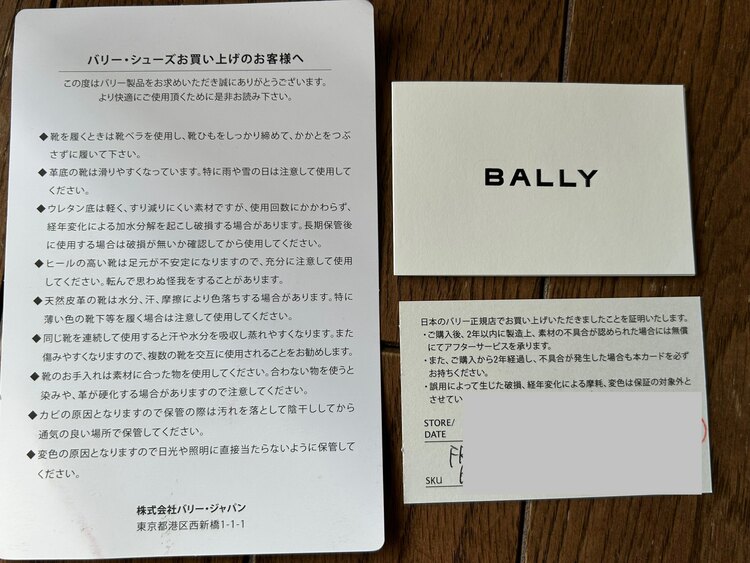 バリー・シューズお買い上げのお客様へ
この度はバリー製品をお求めいただき誠にありがとうございます。
より快適にご使用頂くために是非お読み下さい。
◆靴を履くときは靴ベラを使用し、靴ひもをしっかり締めて、かかとをつぶ
さずに履いて下さい。
◆革底の靴は滑りやすくなっています。特に雨や雪の日は注意して使用して
ください。
◆ウレタン底は軽く、すり減りにくい素材ですが、使用回数にかかわらず、
経年変化による加水分解を起こし破損する場合があります。長期保管後
に使用する場合は破損が無いか確認してから使用してください。
◆ヒールの高い靴は足元が不安定になりますので、充分に注意して使用
してください。転んで思わぬ怪我をすることがあります。
◆天然皮革の靴は水分、汗、摩擦により色落ちする場合があります。特に
薄い色の靴下等を履く場合は注意して使用してください。
◆同じ靴を連続して使用すると汗や水分を吸収し蒸れやすくなります。また
傷みやすくなりますので、複数の靴を交互に使用されることをお勧めします。
◆靴のお手入れは素材に合った物を使用してください。合わない物を使うと
染みや、革が硬化する場合がありますので注意してください。
◆カビの原因となりますので保管の際は汚れを落として陰干ししてから
通気の良い場所で保管してください。
◆変色の原因となりますので日光や照明に直接当たらないように保管して
ください。
株式会社バリー・ジャパン
東京都港区西新橋1-1-1
BALLY
日本のバリー正規店でお買い上げいただきましたことを証明いたします。
・ご購入後、2年以内に製造上、素材の不具合が認められた場合には無償
にてアフターサービスを承ります。
・また、ご購入から2年経過し、不具合が発生した場合も本カードを必ず
お持ちください。
・誤用によって生じた破損、経年変化による摩耗、変色は保証の対象外と
させてい
STORE/
DATE
SKU